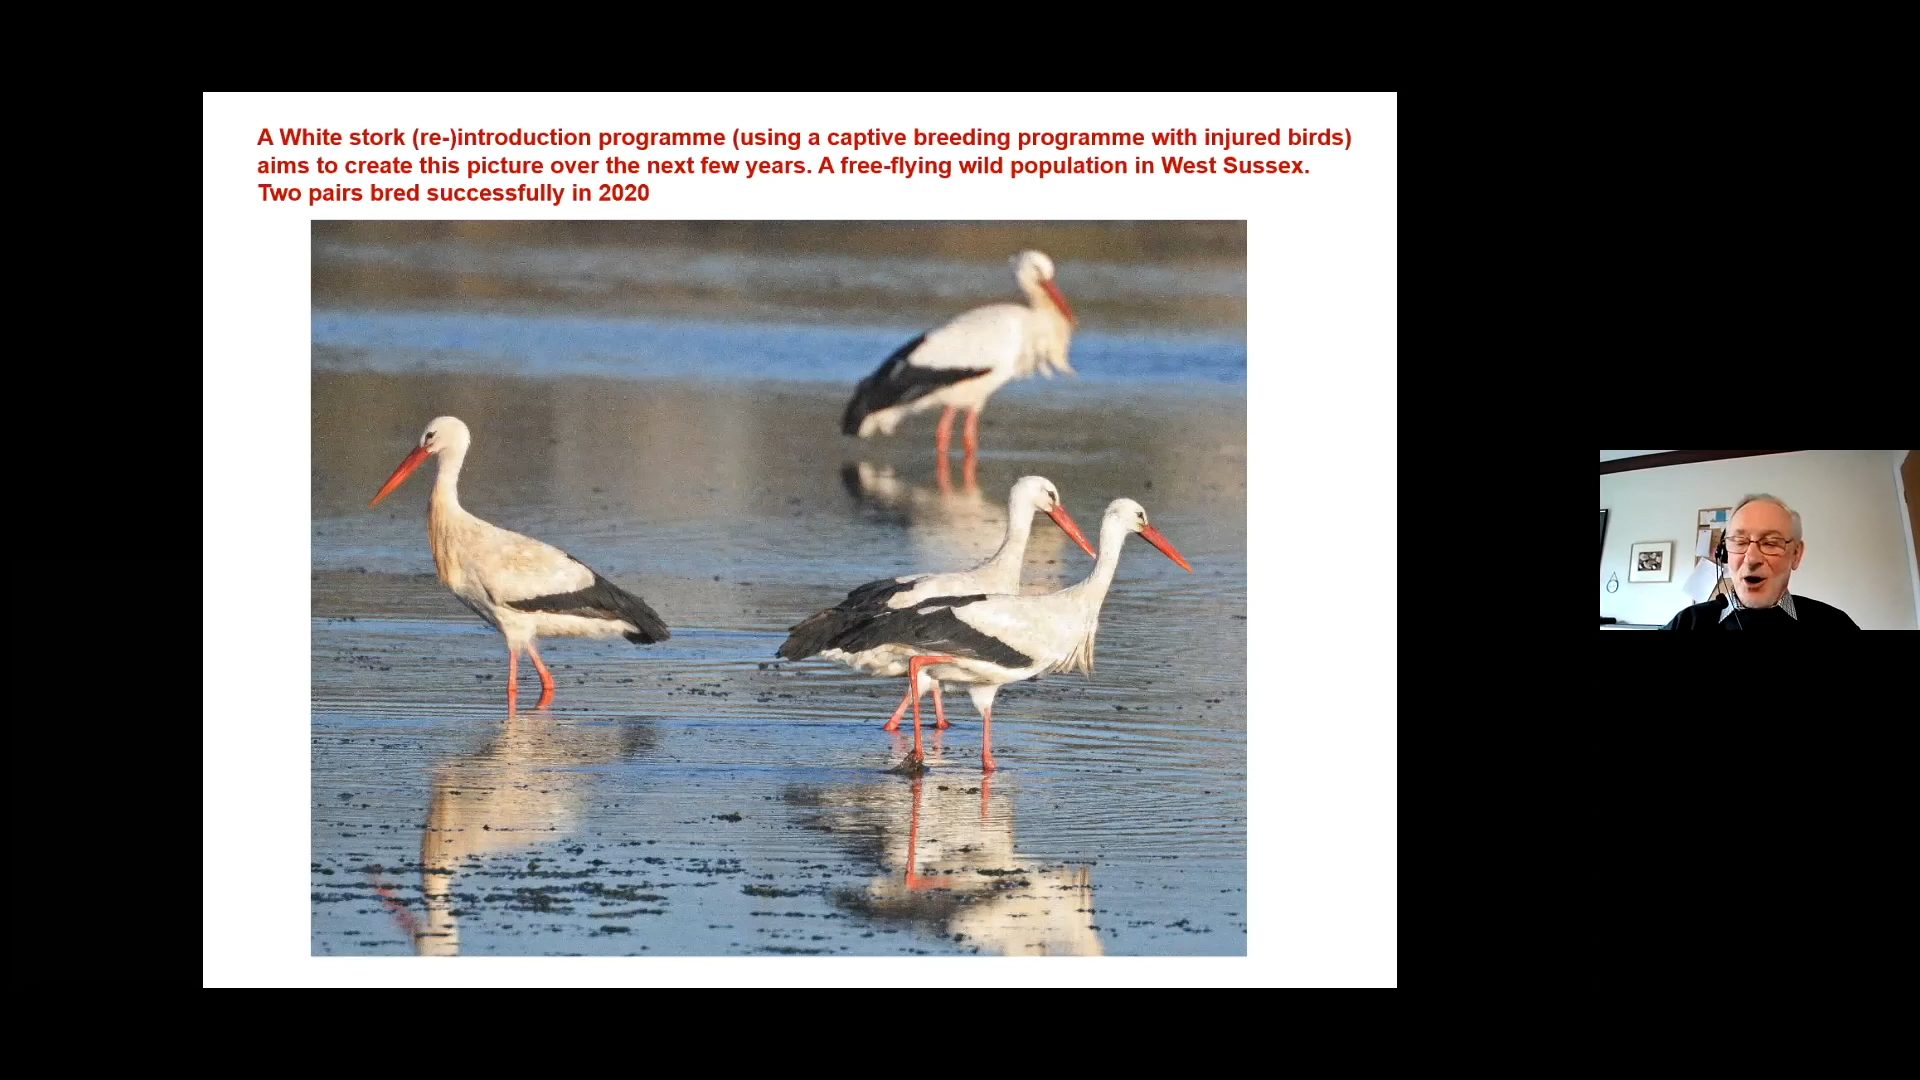 A White stork (re-)introduction programme (using a captive breeding programme with injured birds)
aims to create this picture over the next few years. A free-flying wild population in West Sussex.
Two pairs bred successfully in 2020